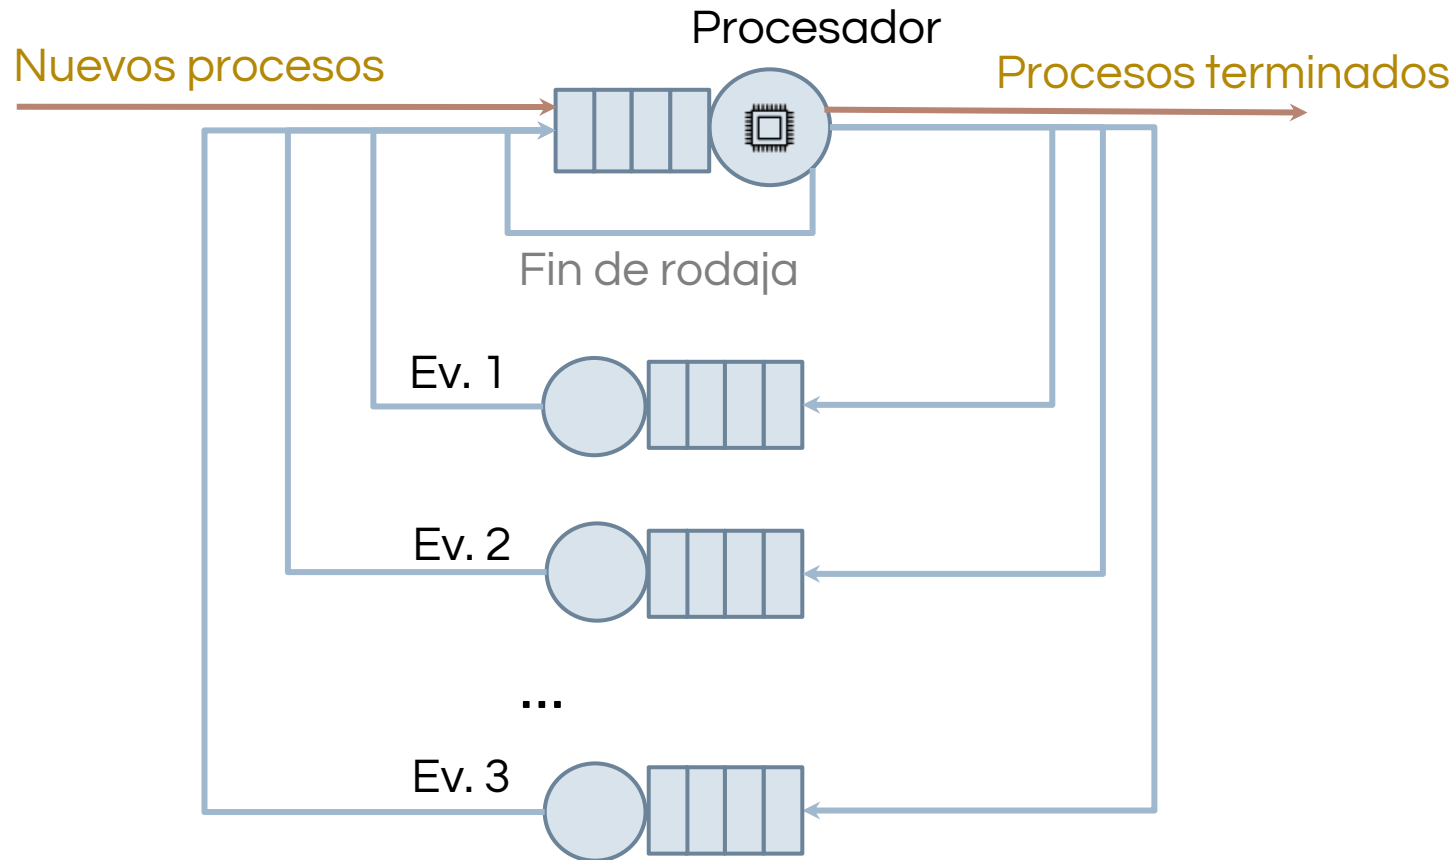 Procesador
Nuevos procesos
Procesos terminados
Fin de rodaja
Ev. 1
Ev. 2
...
Ev. 3